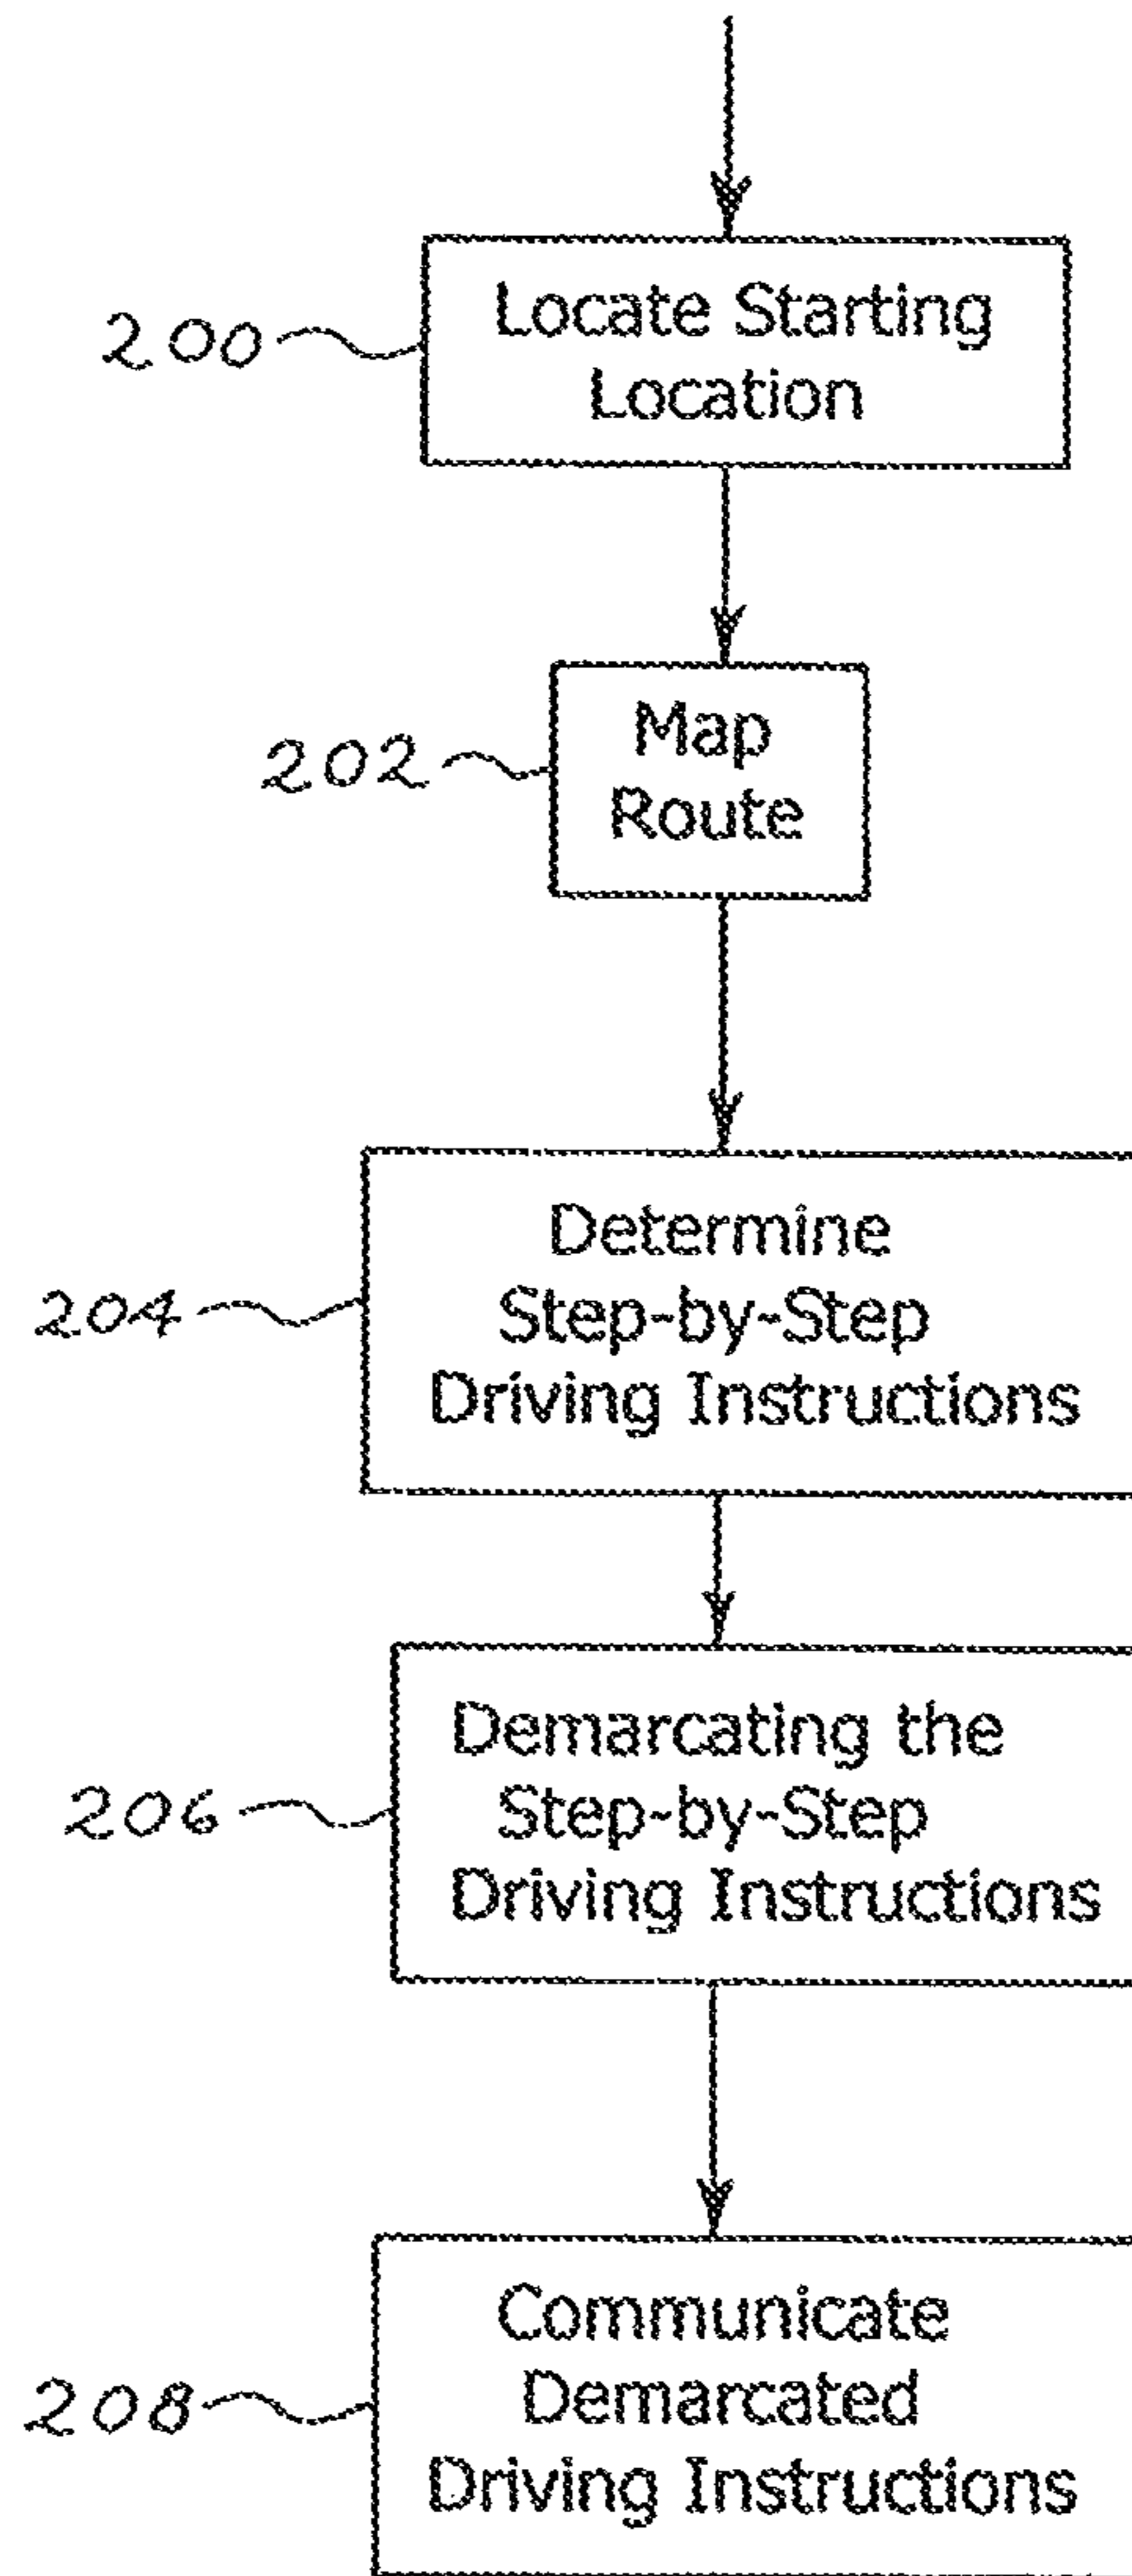 200
Locate Starting
Location
202
Map
Route
204
Determine
Step-by-Step
Driving Instructions
206
Demarcating the
Step-by-Step
Driving Instructions
208
Communicate
Demarcated
Driving Instructions